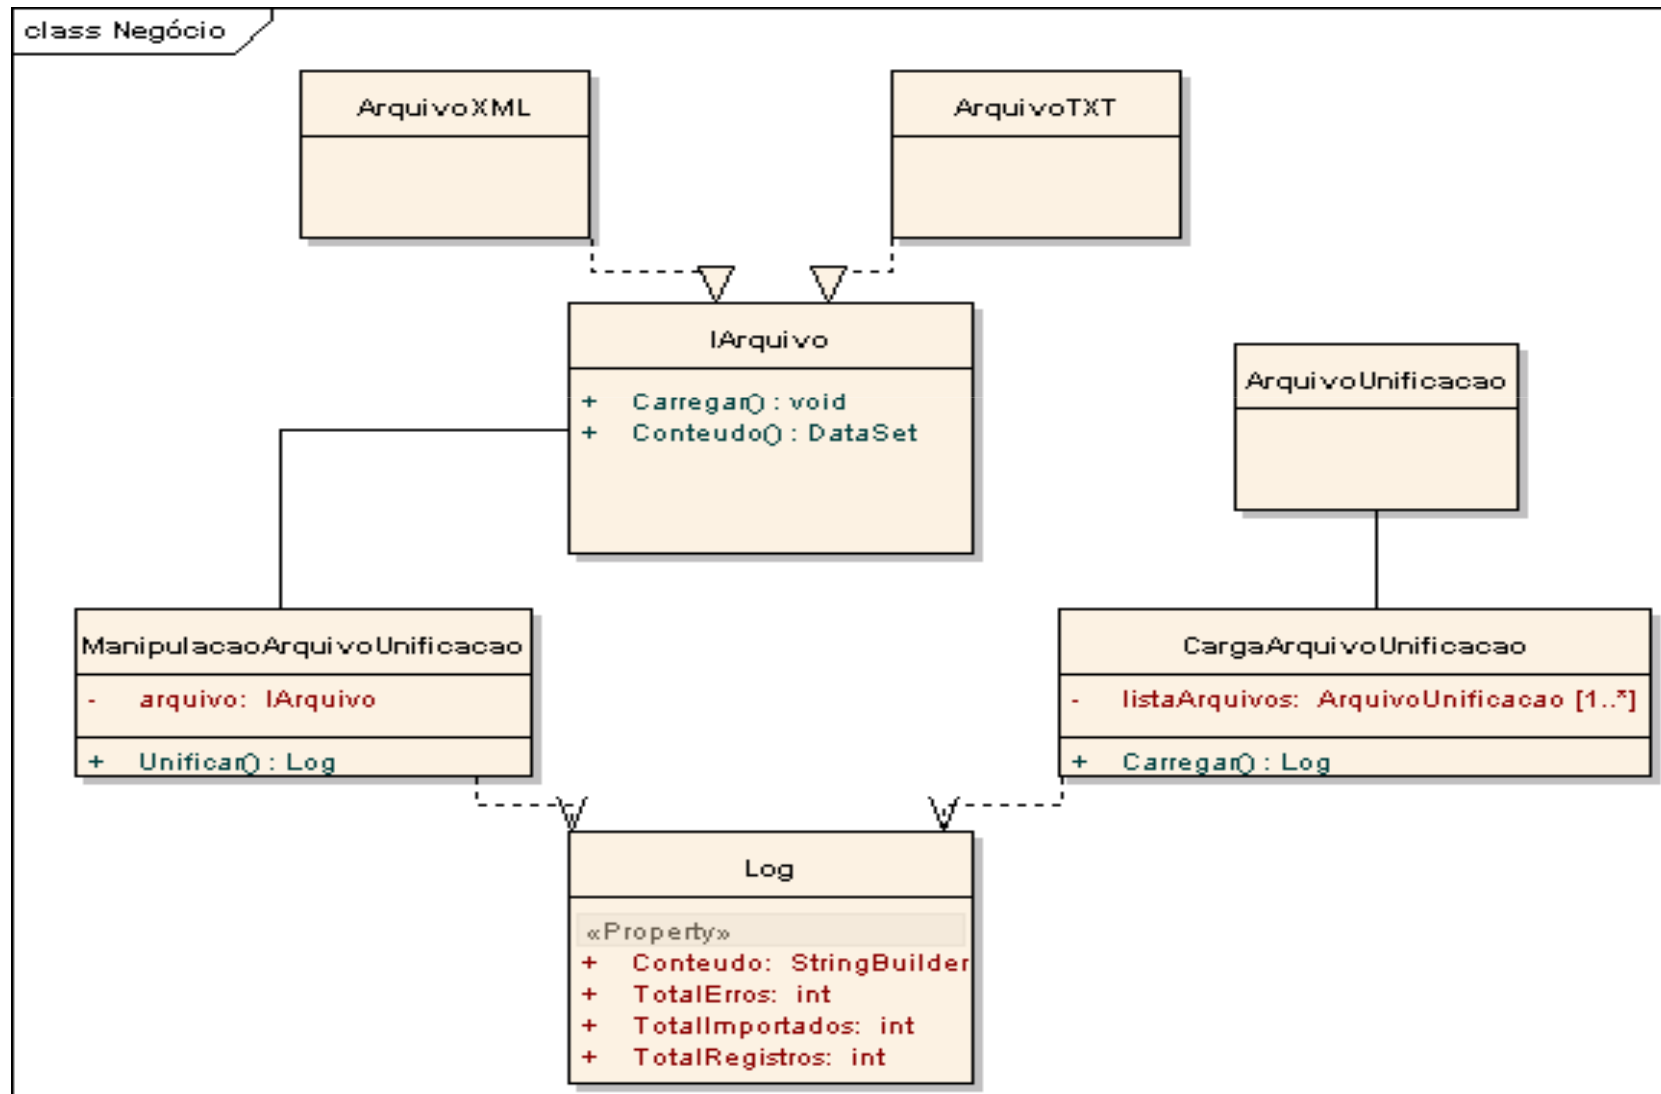 class Negócio
ArquivoXML
ArquivoTXT
IArquivo
+ Carregar() : void
+ Conteudo() : DataSet
ArquivoUnificacao
ManipulacaoArquivoUnificacao
- arquivo: IArquivo
+ Unificar() : Log
CargaArquivoUnificacao
- listaArquivos: ArquivoUnificacao [1..*]
+ Carregar() : Log
Log
«Property»
+ Conteudo: StringBuilder
+ TotalErros: int
+ TotalImportados: int
+ TotalRegistros: int